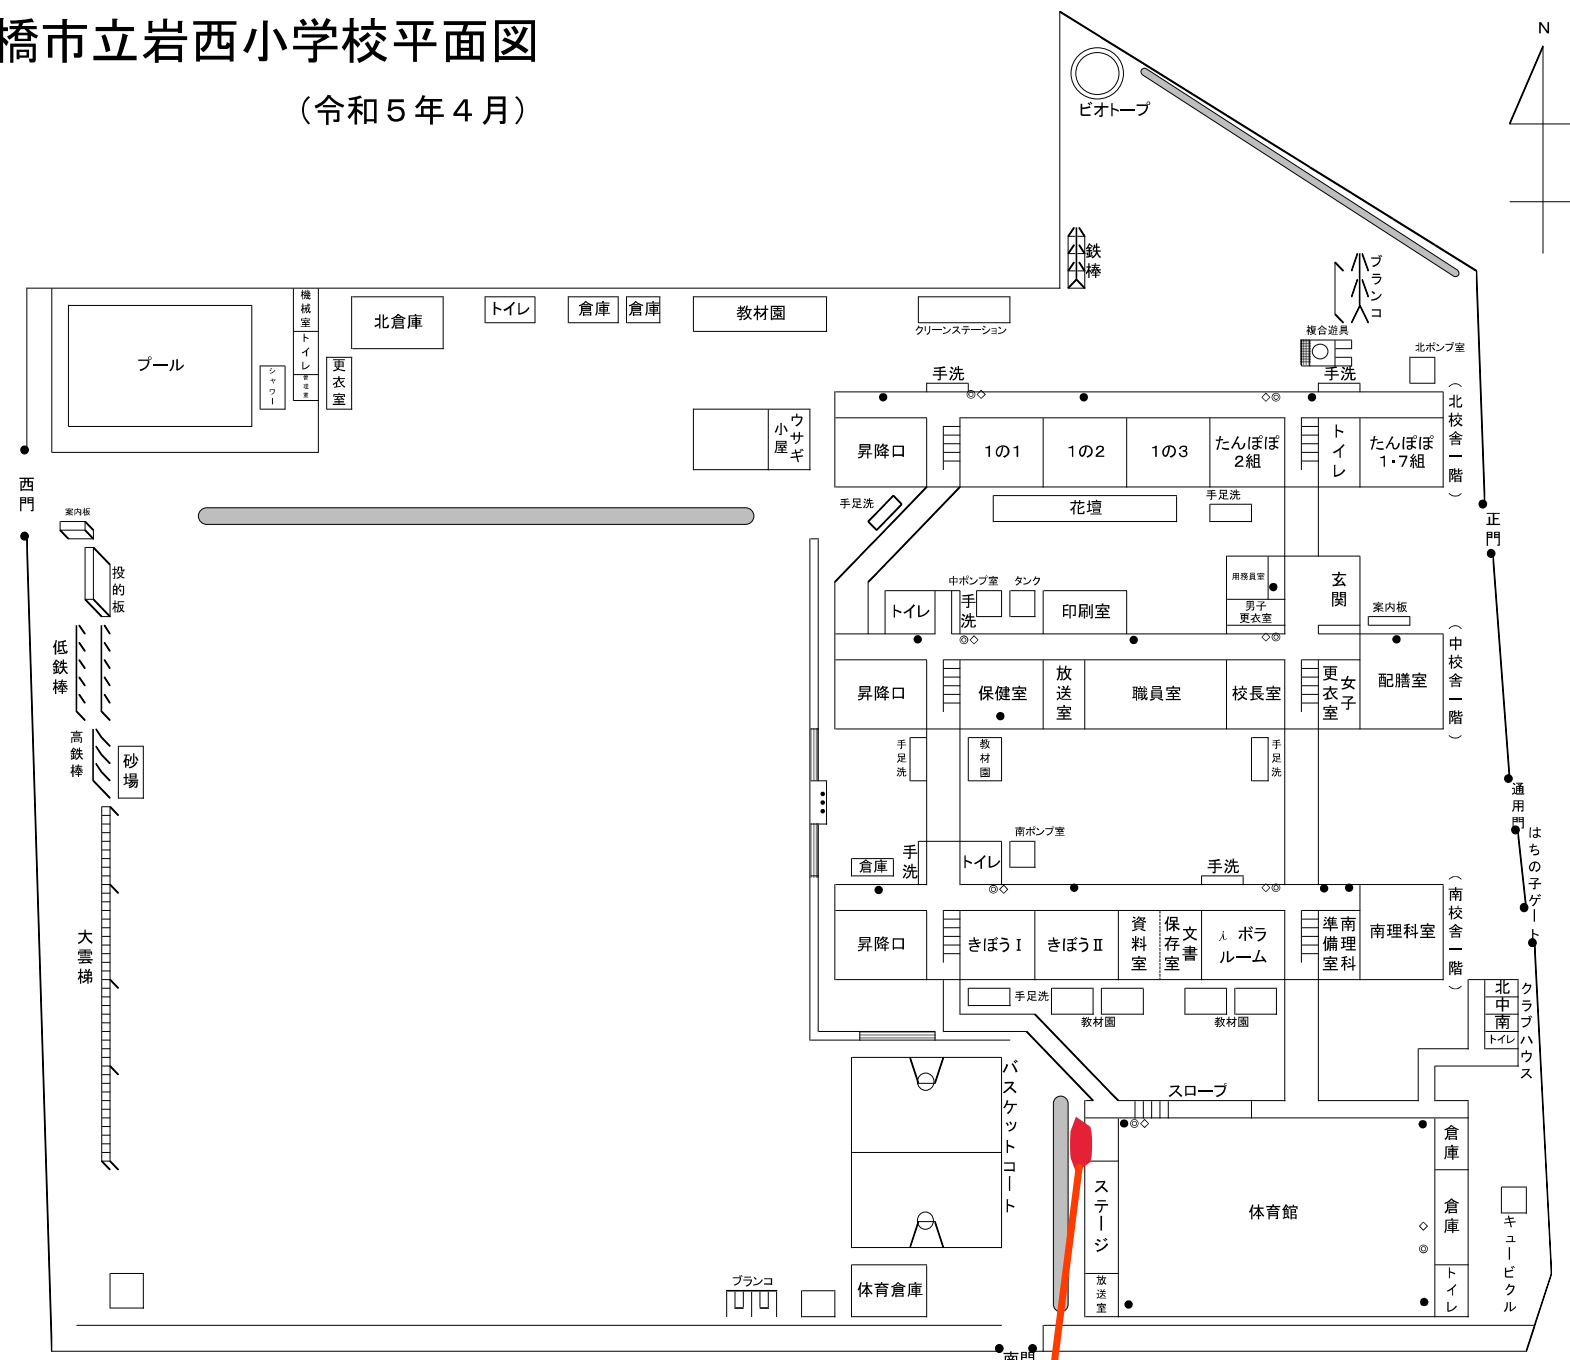 橋市立岩西小学校平面図
（令和５年４月）
N
ビオトープ
鉄棒
ブランコ
複合遊具
北ポンプ室
機械室
トイレ
管理室
シャワー
更衣室
プール
北倉庫
トイレ
倉庫
倉庫
教材園
クリーンステーション
手洗
手洗
ウサギ小屋
昇降口
1の1
1の2
1の3
たんぽぽ
2組
トイレ
たんぽぽ
1・7組
（北校舎一階）
西門
案内板
投的板
手足洗
花壇
手足洗
正門
中ポンプ室
タンク
用務員室
玄関
トイレ
手洗
印刷室
男子
更衣室
案内板
低鉄棒
昇降口
保健室
放送室
職員室
校長室
女子更衣室
配膳室
（中校舎一階）
高鉄棒
砂場
手足洗
教材園
手足洗
通用門
はちの子ゲート
南ポンプ室
倉庫
手洗
トイレ
手洗
大雲梯
昇降口
きぼうⅠ
きぼうⅡ
資料室
文書保存室
i ボラ
ルーム
南理科準備室
南理科室
（南校舎一階）
手足洗
教材園
教材園
北
中
南
トイレ
クラブハウス
バスケットコート
スロープ
倉庫
ステージ
体育館
倉庫
キュービクル
放送室
トイレ
ブランコ
体育倉庫
南門